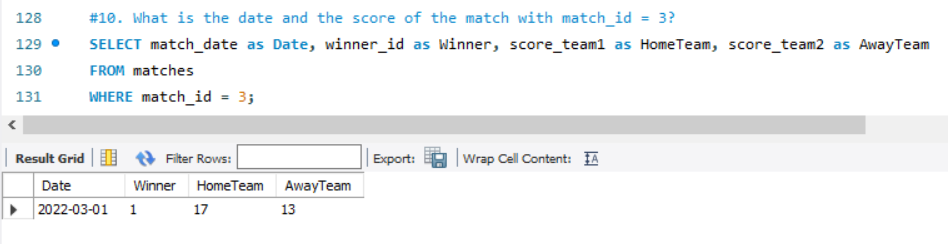 128 #10. What is the date and the score of the match with match_id = 3?
129 SELECT match_date as Date, winner_id as Winner, score_team1 as HomeTeam, score_team2 as AwayTeam
130 FROM matches
131 WHERE match_id = 3;
Result Grid Filter Rows: Export: Wrap Cell Content: IA
Date Winner HomeTeam AwayTeam
2022-03-01 1 17 13